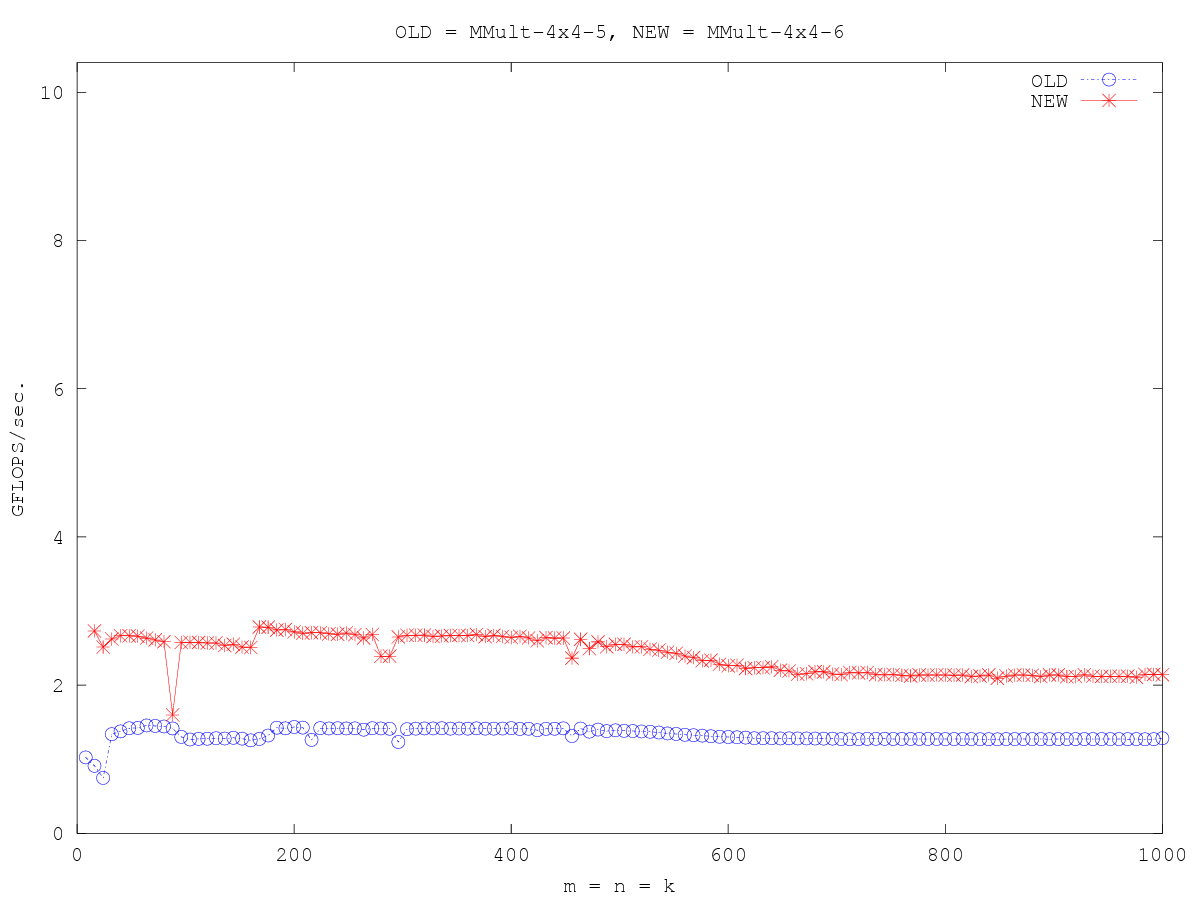 OLD = MMult-4x4-5, NEW = MMult-4x4-6
OLD
NEW
10
8
6
4
2
0
GFLOPS/sec.
0 200 400 600 800 1000
m = n = k